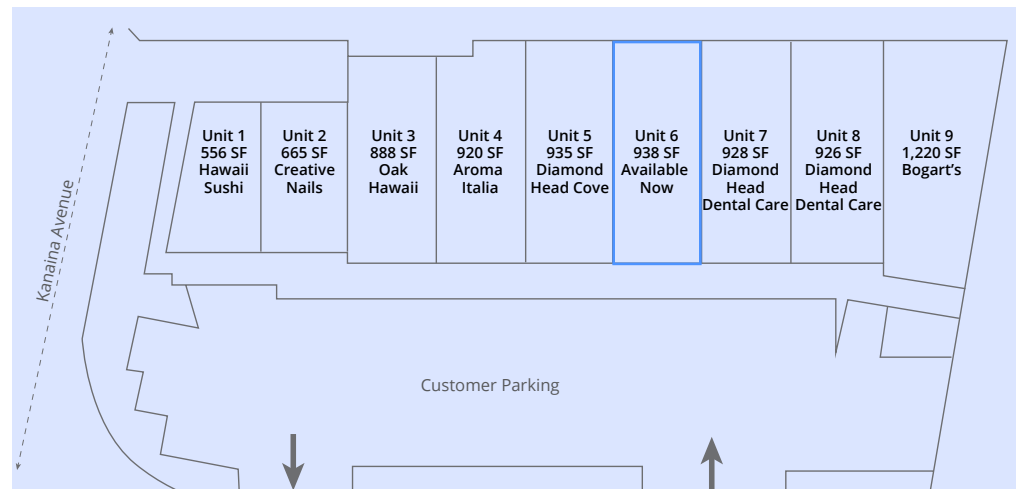 Unit 1
556 SF
Hawaii
Sushi
Unit 2
665 SF
Creative
Nails
Unit 3
888 SF
Oak
Hawaii
Unit 4
920 SF
Aroma
Italia
Unit 5
935 SF
Diamond
Head Cove
Unit 6
938 SF
Available
Now
Unit 7
928 SF
Diamond
Head
Dental Care
Unit 8
926 SF
Diamond
Head
Dental Care
Unit 9
1,220 SF
Bogart’s
Kanaina Avenue
Customer Parking